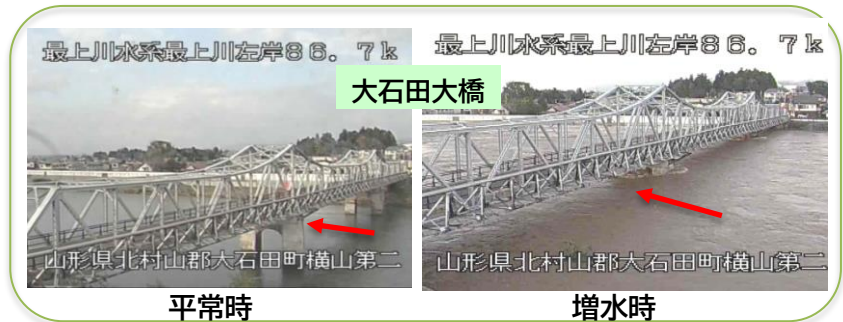 最上川水系最上川左岸86.7k
最上川水系最上川左岸86.7k
大石田大橋
山形県北村山郡大石田町横山第二
山形県北村山郡大石田町横山第二
平常時
増水時